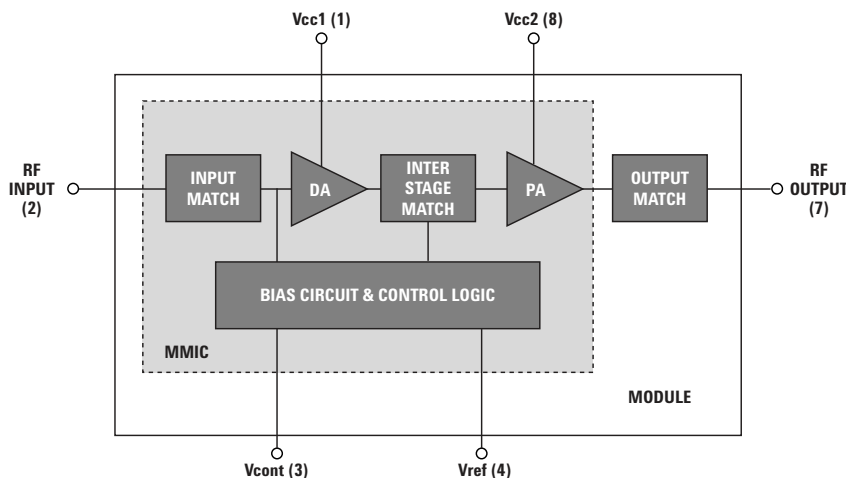 Vcc1 (1)
Vcc2 (8)
RF
INPUT
(2)
INPUT
MATCH
DA
INTER
STAGE
MATCH
PA
OUTPUT
MATCH
RF
OUTPUT
(7)
BIAS CIRCUIT & CONTROL LOGIC
MMIC
MODULE
Vcont (3)
Vref (4)